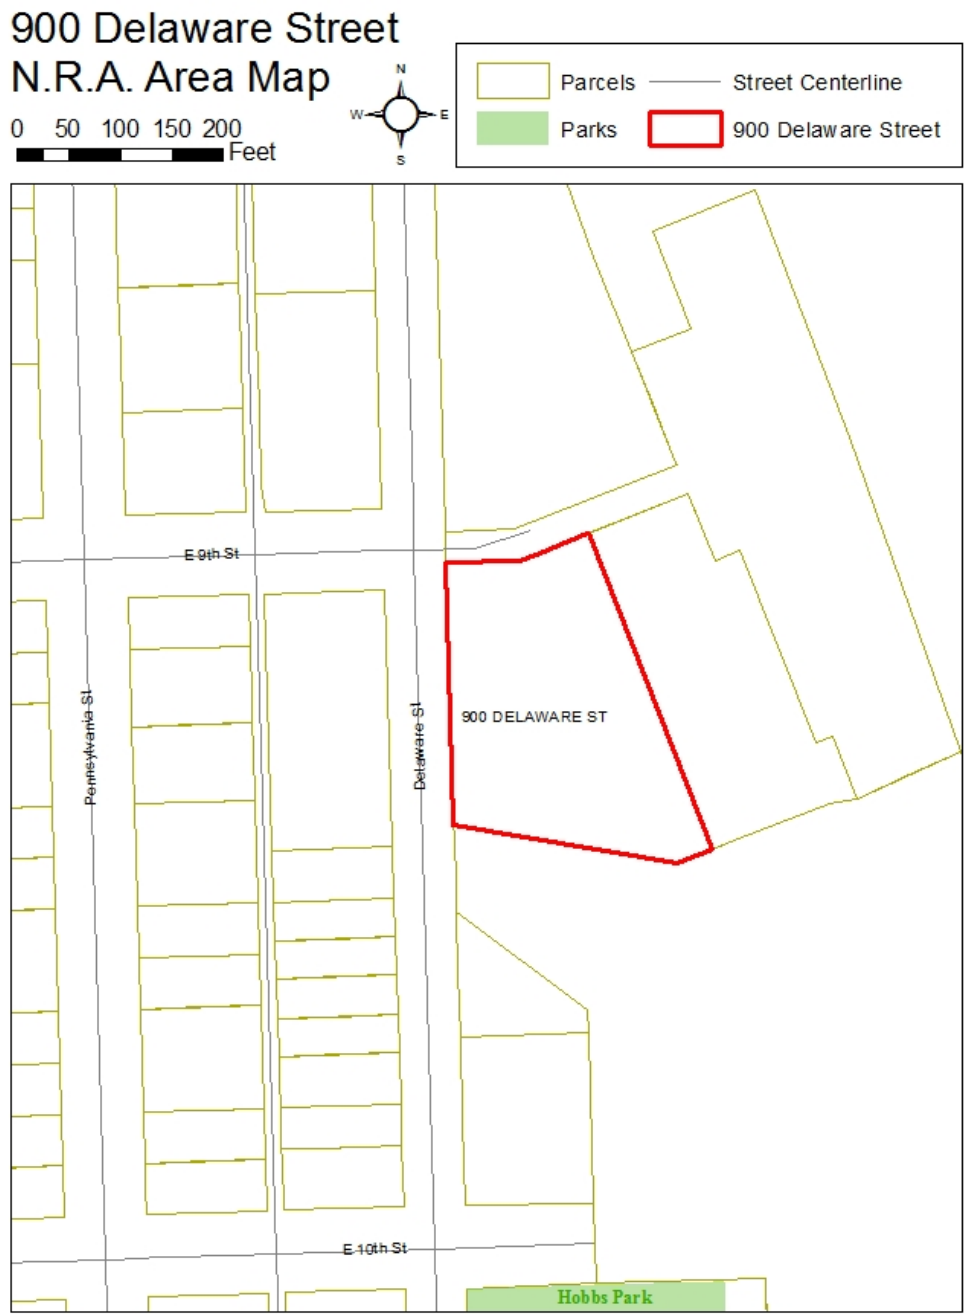 900 Delaware Street
N.R.A. Area Map
N
W E
S
0 50 100 150 200
Feet
Parcels
Street Centerline
Parks
900 Delaware Street
E 9th St
Pennsylvania St
Delaware St
900 DELAWARE ST
E 10th St
Hobbs Park